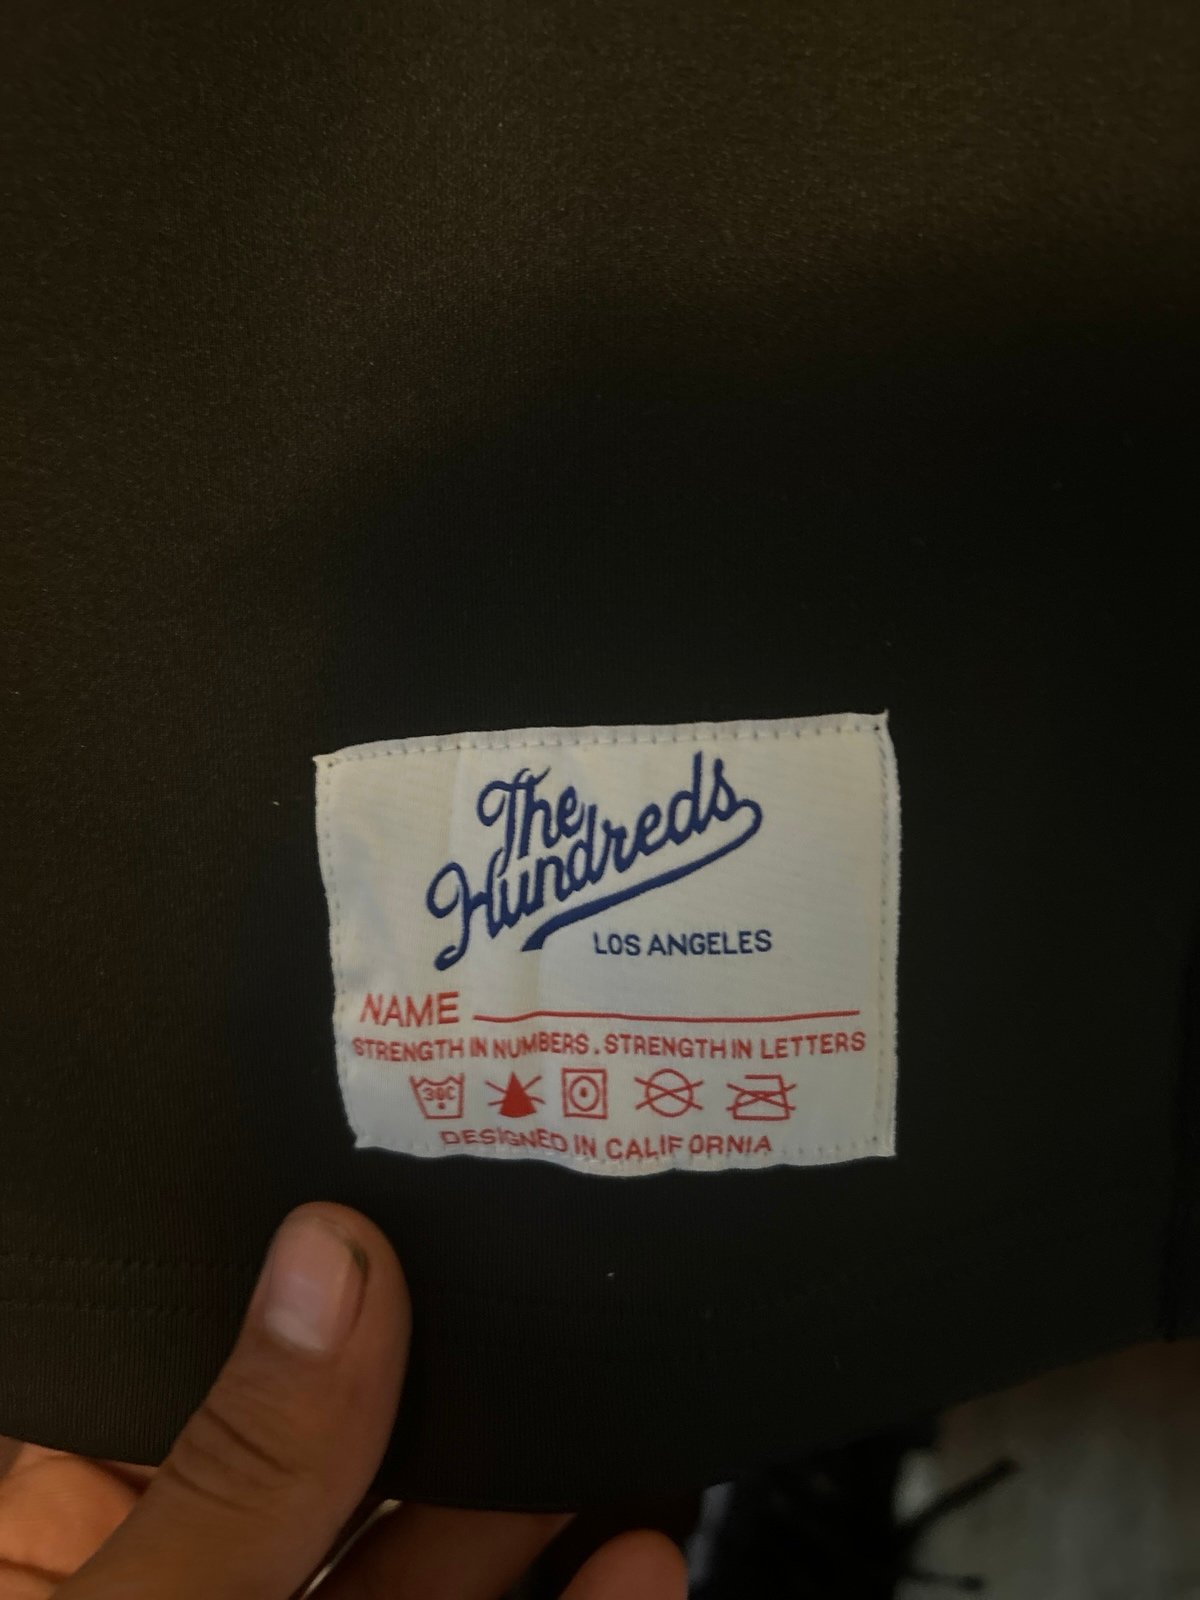 The
Hundreds
LOS ANGELES
NAME
STRENGTH IN NUMBERS. STRENGTH IN LETTERS
30C
DESIGNED IN CALIFORNIA